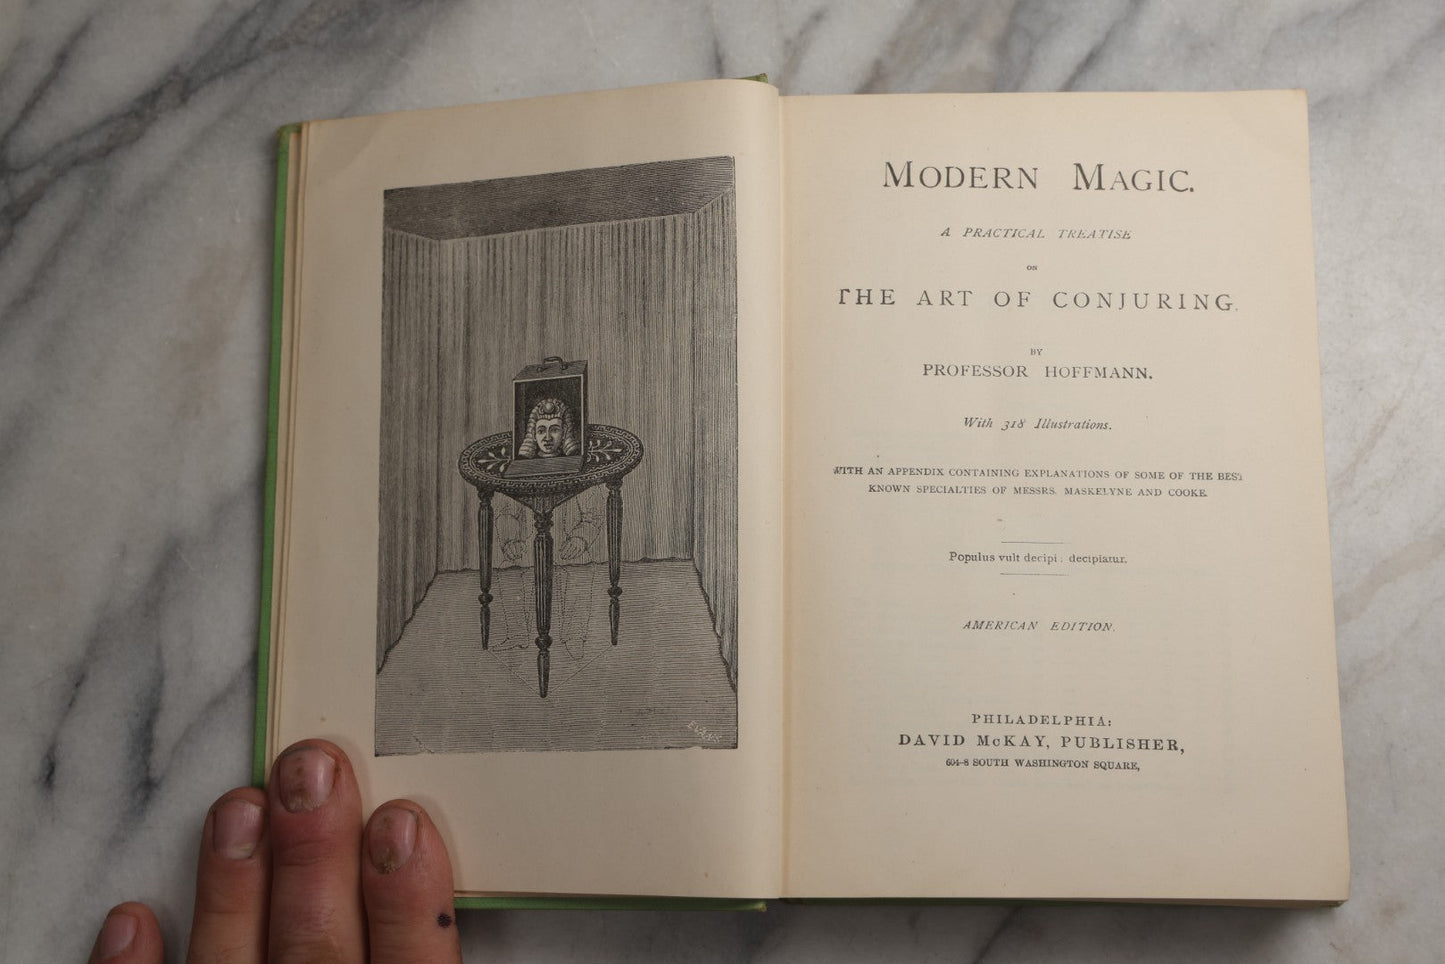 EVANS
MODERN MAGIC.
A PRACTICAL TREATISE
ON
THE ART OF CONJURING.
BY
PROFESSOR HOFFMANN.
With 318 Illustrations.
WITH AN APPENDIX CONTAINING EXPLANATIONS OF SOME OF THE BEST
KNOWN SPECIALTIES OF MESSRS. MASKELYNE AND COOKE.
Populus vult decipi: decipiatur.
AMERICAN EDITION.
PHILADELPHIA:
DAVID McKAY, PUBLISHER,
604-8 SOUTH WASHINGTON SQUARE,